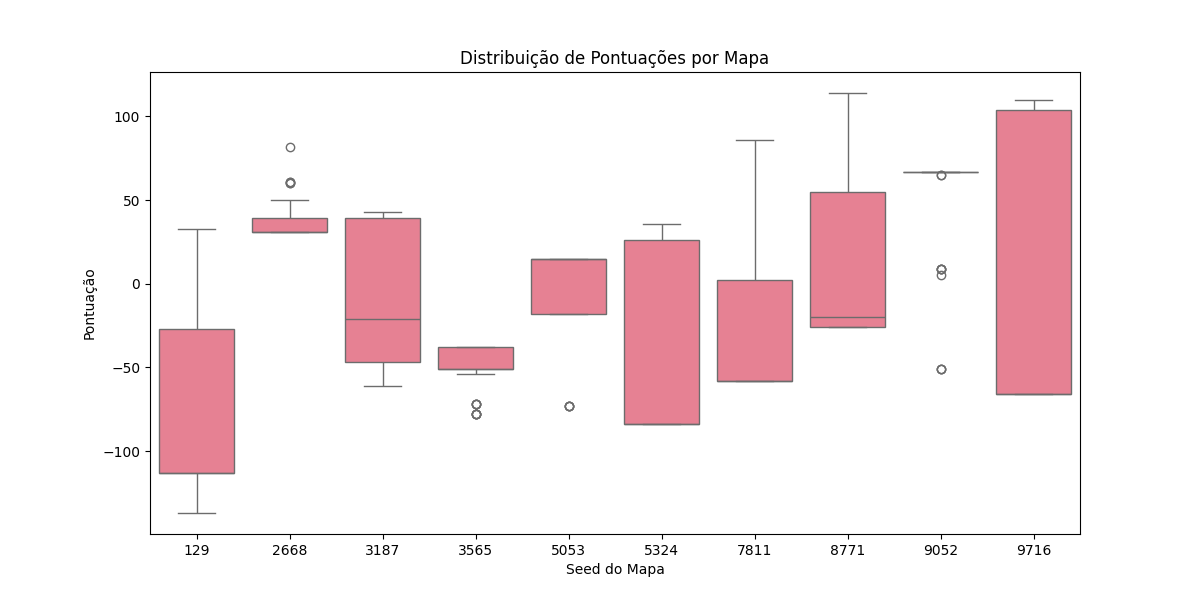 Distribuição de Pontuações por Mapa
Pontuação
100
50
0
−50
−100
129 2668 3187 3565 5053 5324 7811 8771 9052 9716
Seed do Mapa